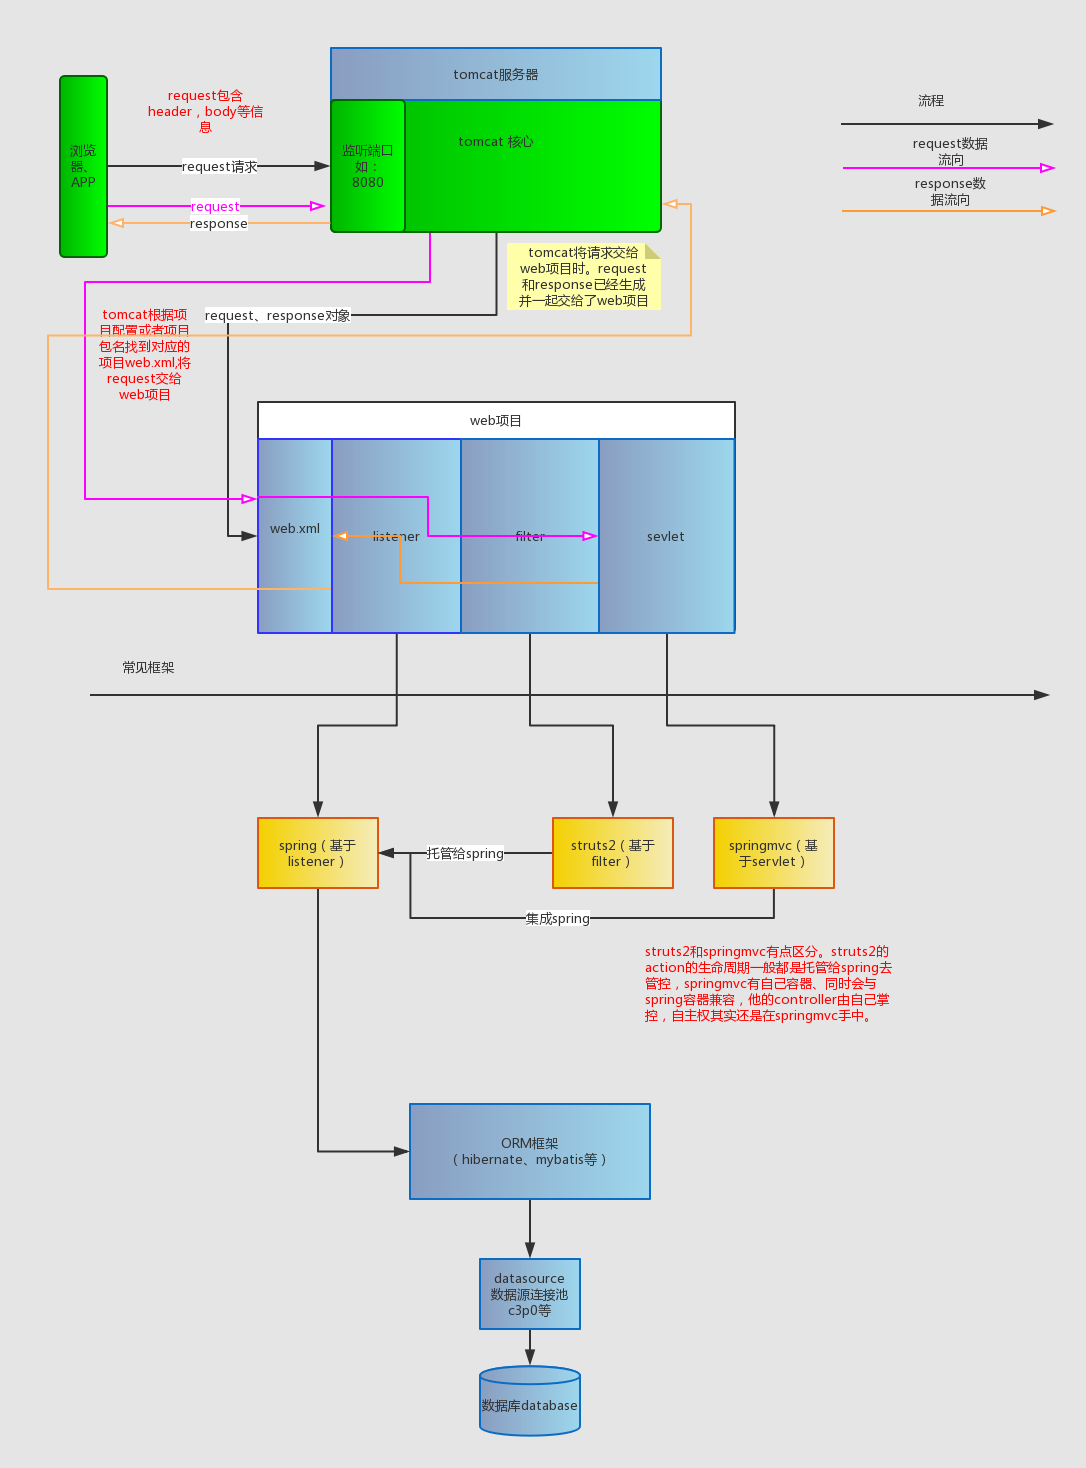 tomcat服务器
request包含
header，body等信
息
浏览
器、
APP
监听端口
如：
8080
tomcat 核心
request请求
request
response
流程
request数据
流向
response数
据流向
tomcat将请求交给
web项目时。request
和response已经生成
并一起交给了web项目
request、response对象
tomcat根据项
目配置或者项目
包名找到对应的
项目web.xml,将
request交给
web项目
web项目
web.xml
listener
filter
sevlet
常见框架
spring（基于
listener）
托管给spring
struts2（基于
filter）
springmvc（基
于servlet）
集成spring
struts2和springmvc有点区分。struts2的
action的生命周期一般都是托管给spring去
管控，springmvc有自己容器、同时会与
spring容器兼容，他的controller由自己掌
控，自主权其实还是在springmvc手中。
ORM框架
（hibernate、mybatis等）
datasource
数据源连接池
c3p0等
数据库database